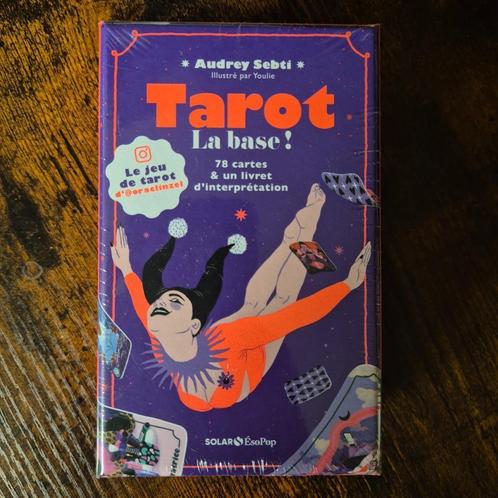 Audrey Sebti
Illustré par Youlie
Tarot
La base !
78 cartes
& un livret
d'interprétation
Le jeu
de tarot
d'@oraclinzel
SOLAR ÉsoPop